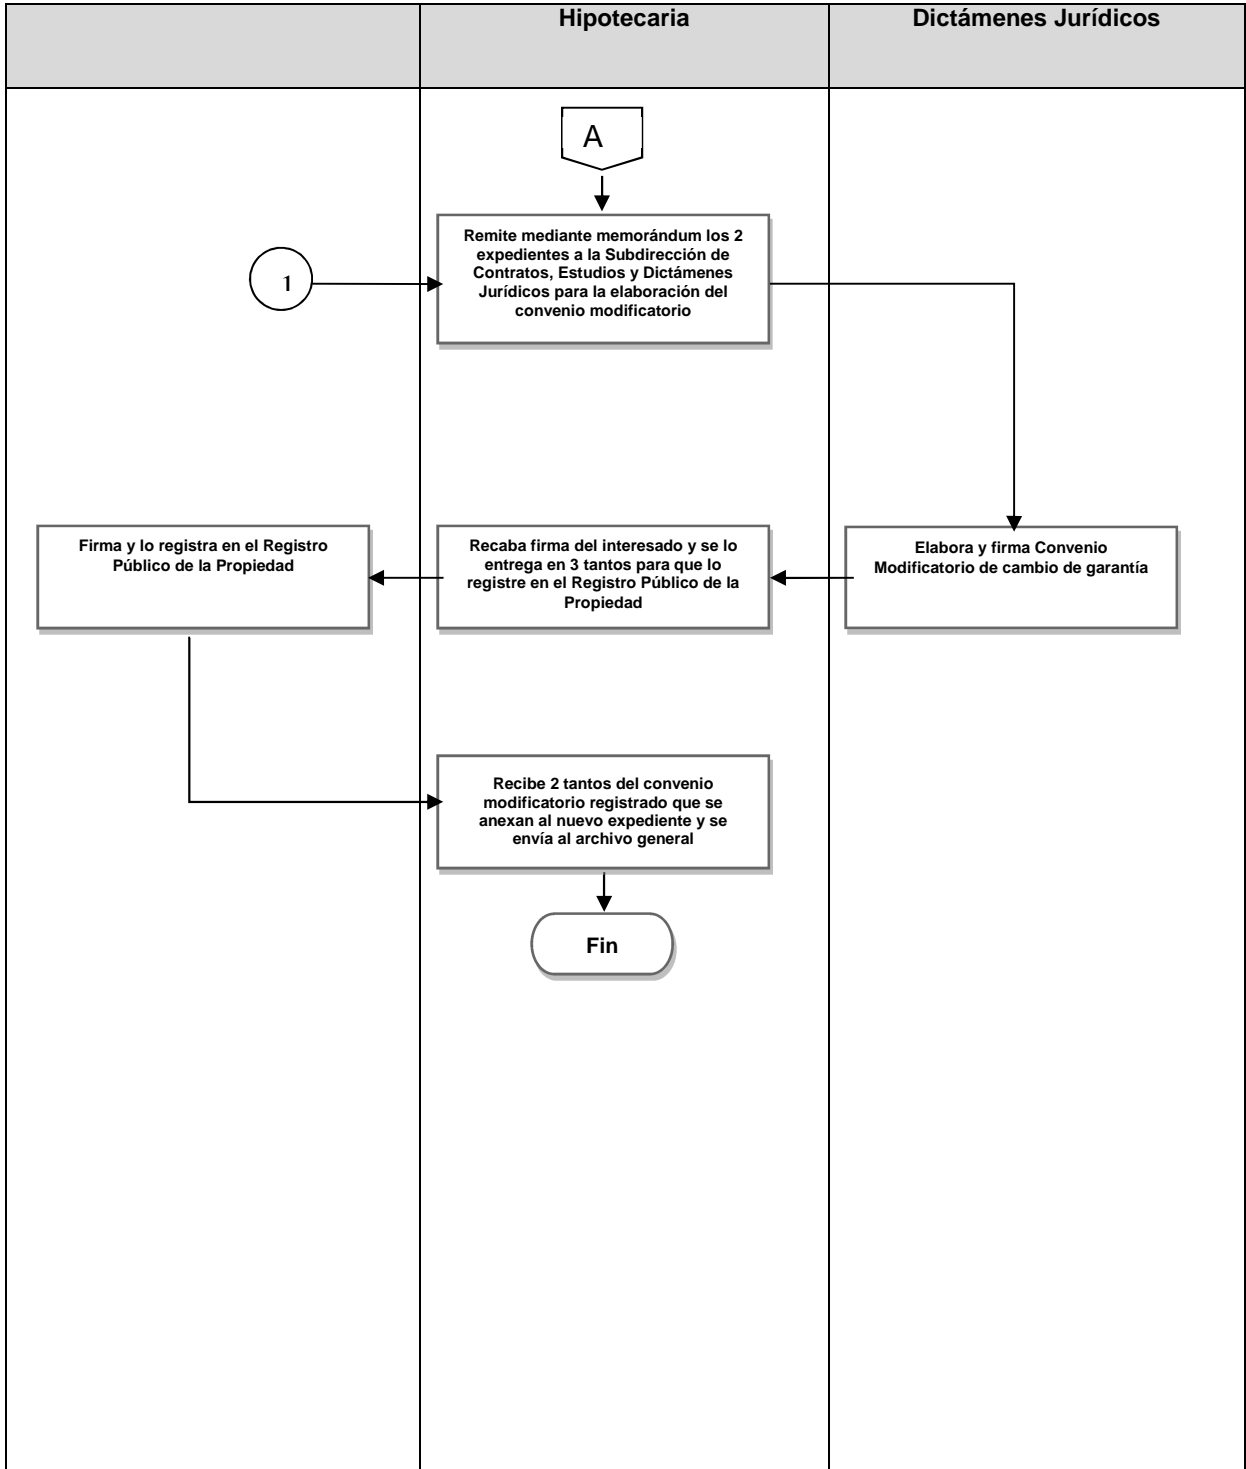 Hipotecaria
Dictámenes Jurídicos
A
Remite mediante memorándum los 2
expedientes a la Subdirección de
Contratos, Estudios y Dictámenes
Jurídicos para la elaboración del
convenio modificatorio
1
Firma y lo registra en el Registro
Público de la Propiedad
Recaba firma del interesado y se lo
entrega en 3 tantos para que lo
registre en el Registro Público de la
Propiedad
Elabora y firma Convenio
Modificatorio de cambio de garantía
Recibe 2 tantos del convenio
modificatorio registrado que se
anexan al nuevo expediente y se
envía al archivo general
Fin